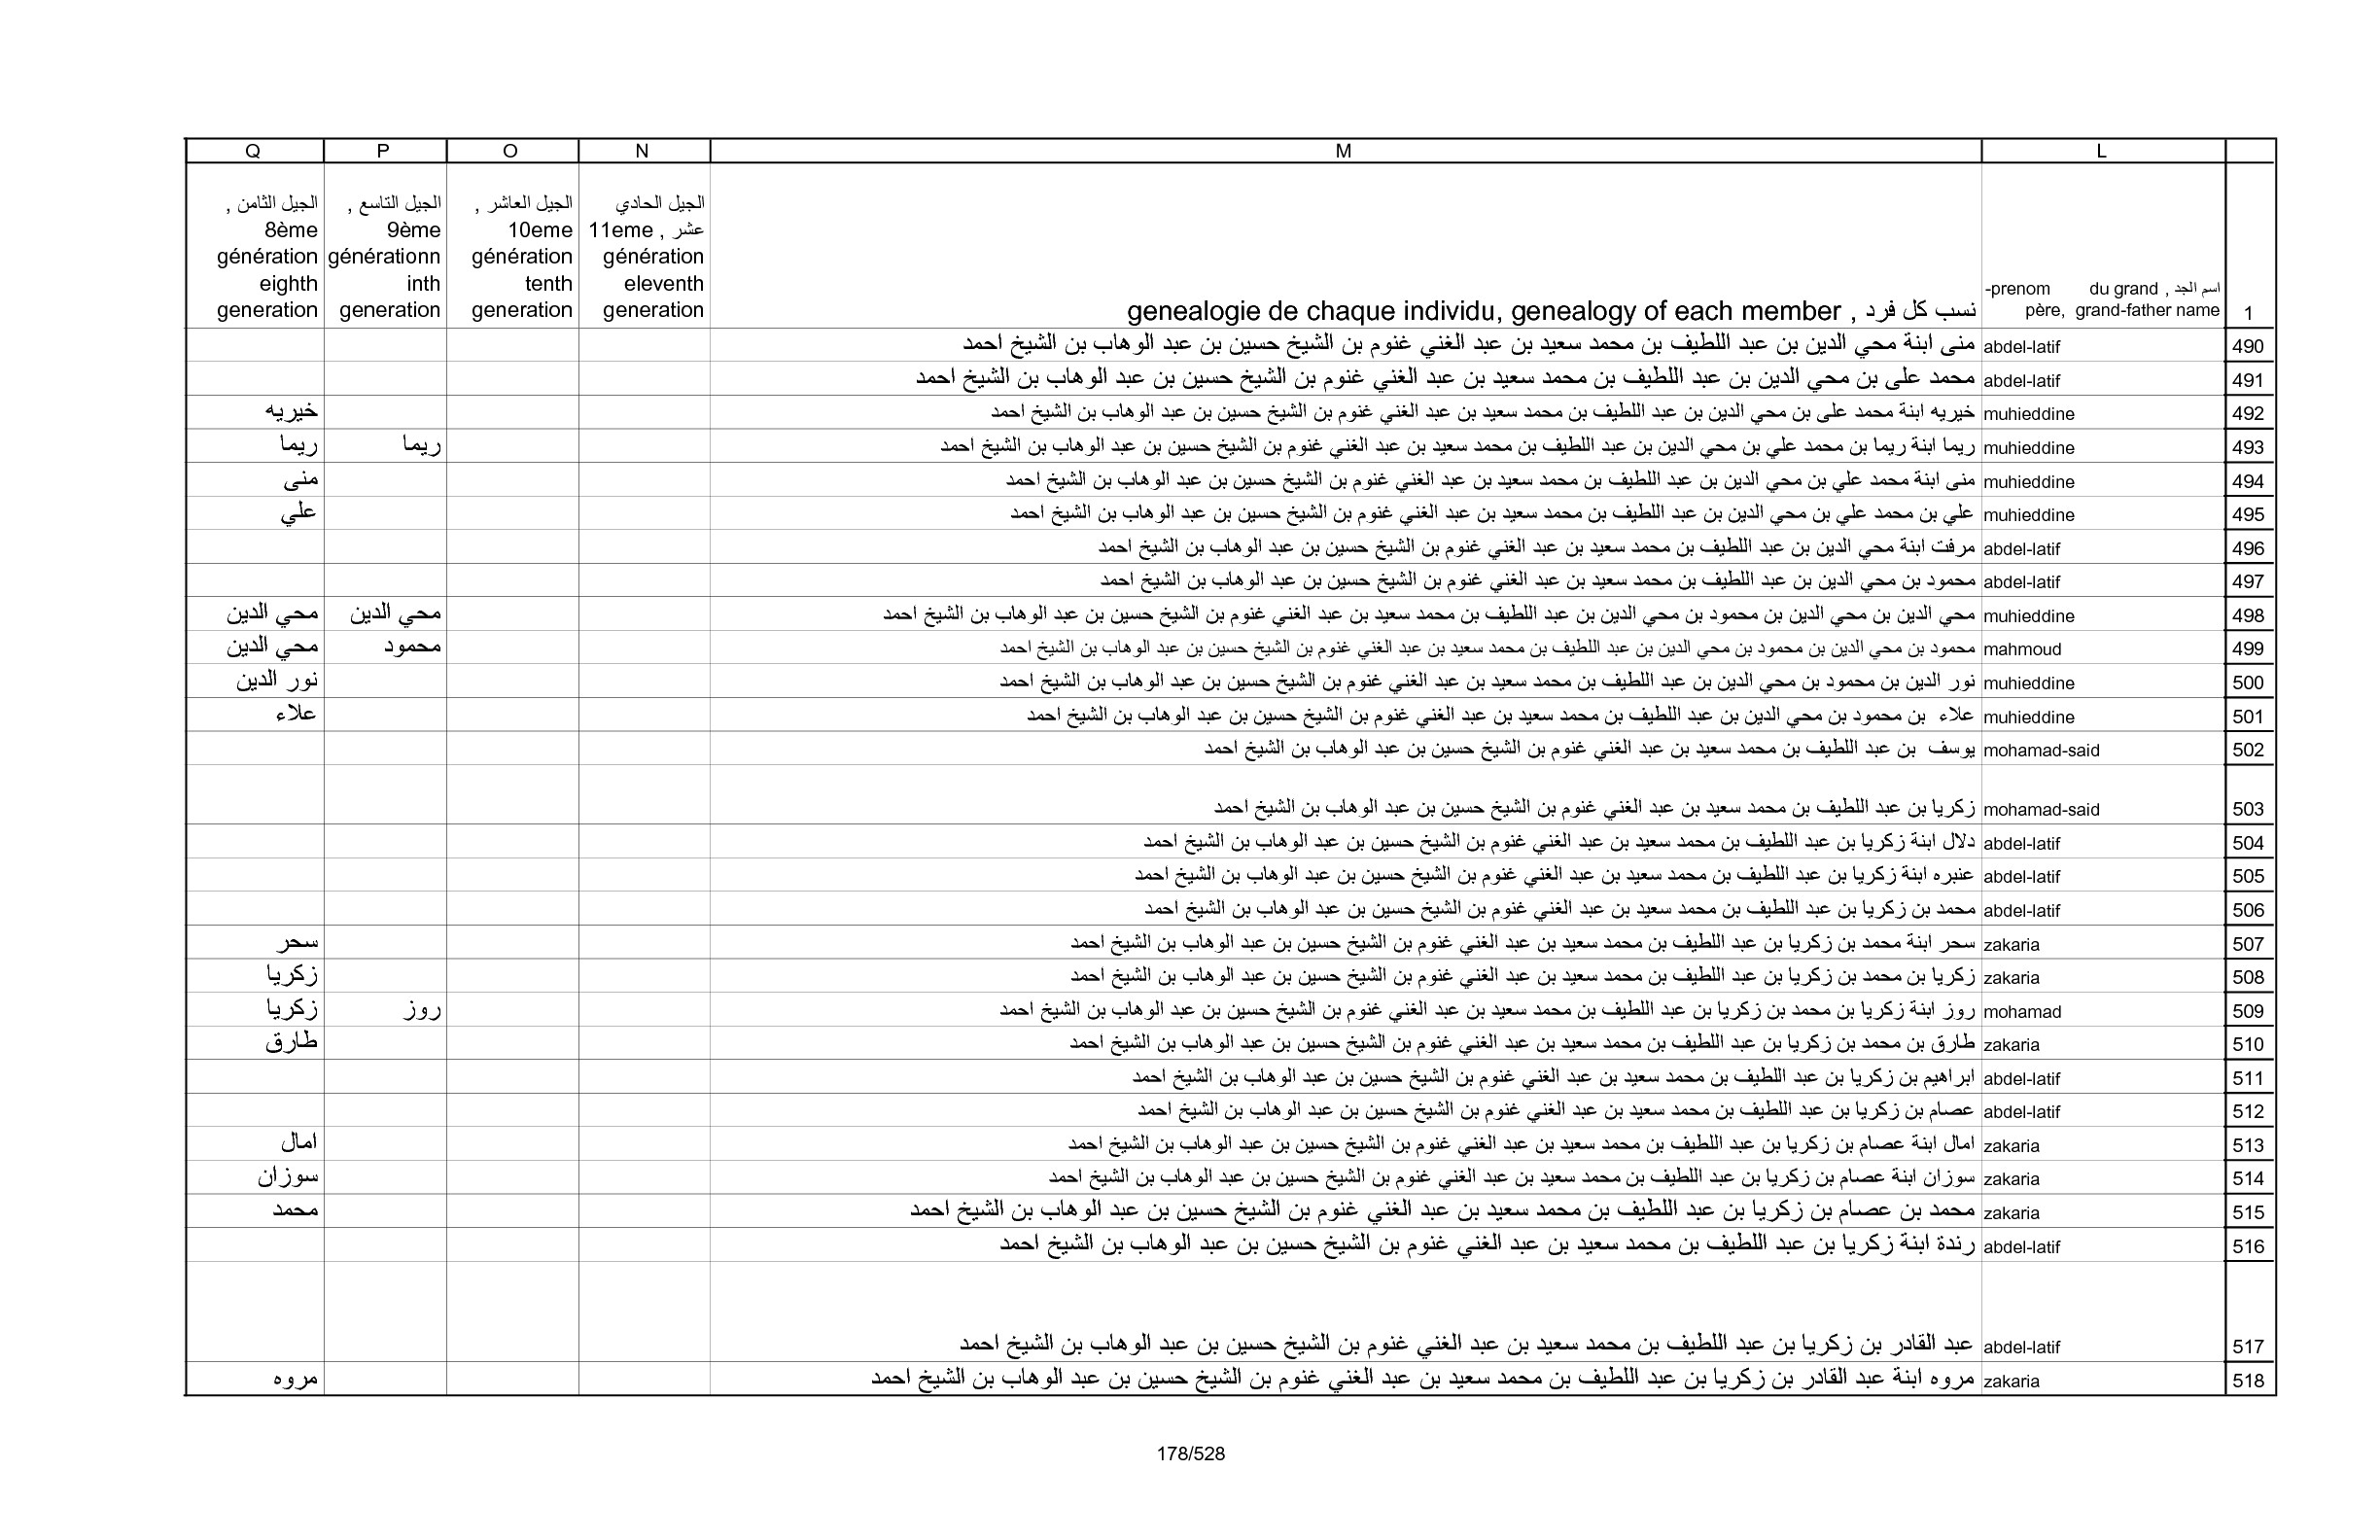 L M N O P Q
1 اسم الجد , du grand -prenom père, grand-father name نسب كل فرد , genealogie de chaque individu, genealogy of each member الجيل الحادي عشر , 11eme génération eleventh generation الجيل العاشر , 10eme génération tenth generation الجيل التاسع , 9ème générationn inth generation الجيل الثامن , 8ème génération eighth generation
490 abdel-latif منى ابنة محي الدين بن عبد اللطيف بن محمد سعيد بن عبد الغني غنوم بن الشيخ حسين بن عبد الوهاب بن الشيخ احمد
491 abdel-latif محمد على بن محي الدين بن عبد اللطيف بن محمد سعيد بن عبد الغني غنوم بن الشيخ حسين بن عبد الوهاب بن الشيخ احمد
492 muhieddine خيريه ابنة محمد على بن محي الدين بن عبد اللطيف بن محمد سعيد بن عبد الغني غنوم بن الشيخ حسين بن عبد الوهاب بن الشيخ احمد خيريه
493 muhieddine ريما ابنة ريما بن محمد علي بن محي الدين بن عبد اللطيف بن محمد سعيد بن عبد الغني غنوم بن الشيخ حسين بن عبد الوهاب بن الشيخ احمد ريما ريما
494 muhieddine منى ابنة محمد علي بن محي الدين بن عبد اللطيف بن محمد سعيد بن عبد الغني غنوم بن الشيخ حسين بن عبد الوهاب بن الشيخ احمد منى
495 muhieddine علي بن محمد علي بن محي الدين بن عبد اللطيف بن محمد سعيد بن عبد الغني غنوم بن الشيخ حسين بن عبد الوهاب بن الشيخ احمد علي
496 abdel-latif مرفت ابنة محي الدين بن عبد اللطيف بن محمد سعيد بن عبد الغني غنوم بن الشيخ حسين بن عبد الوهاب بن الشيخ احمد
497 abdel-latif محمود بن محي الدين بن عبد اللطيف بن محمد سعيد بن عبد الغني غنوم بن الشيخ حسين بن عبد الوهاب بن الشيخ احمد
498 muhieddine محي الدين بن محي الدين بن محمود بن محي الدين بن عبد اللطيف بن محمد سعيد بن عبد الغني غنوم بن الشيخ حسين بن عبد الوهاب بن الشيخ احمد محي الدين محي الدين
499 mahmoud محمود بن محي الدين بن محمود بن محي الدين بن عبد اللطيف بن محمد سعيد بن عبد الغني غنوم بن الشيخ حسين بن عبد الوهاب بن الشيخ احمد محمود محي الدين
500 muhieddine نور الدين بن محمود بن محي الدين بن عبد اللطيف بن محمد سعيد بن عبد الغني غنوم بن الشيخ حسين بن عبد الوهاب بن الشيخ احمد نور الدين
501 muhieddine علاء بن محمود بن محي الدين بن عبد اللطيف بن محمد سعيد بن عبد الغني غنوم بن الشيخ حسين بن عبد الوهاب بن الشيخ احمد علاء
502 mohamad-said يوسف بن عبد اللطيف بن محمد سعيد بن عبد الغني غنوم بن الشيخ حسين بن عبد الوهاب بن الشيخ احمد
503 mohamad-said زكريا بن عبد اللطيف بن محمد سعيد بن عبد الغني غنوم بن الشيخ حسين بن عبد الوهاب بن الشيخ احمد
504 abdel-latif دلال ابنة زكريا بن عبد اللطيف بن محمد سعيد بن عبد الغني غنوم بن الشيخ حسين بن عبد الوهاب بن الشيخ احمد
505 abdel-latif عنبره ابنة زكريا بن عبد اللطيف بن محمد سعيد بن عبد الغني غنوم بن الشيخ حسين بن عبد الوهاب بن الشيخ احمد
506 abdel-latif محمد بن زكريا بن عبد اللطيف بن محمد سعيد بن عبد الغني غنوم بن الشيخ حسين بن عبد الوهاب بن الشيخ احمد
507 zakaria سحر ابنة محمد بن زكريا بن عبد اللطيف بن محمد سعيد بن عبد الغني غنوم بن الشيخ حسين بن عبد الوهاب بن الشيخ احمد سحر
508 zakaria زكريا بن محمد بن زكريا بن عبد اللطيف بن محمد سعيد بن عبد الغني غنوم بن الشيخ حسين بن عبد الوهاب بن الشيخ احمد زكريا
509 mohamad روز ابنة زكريا بن محمد بن زكريا بن عبد اللطيف بن محمد سعيد بن عبد الغني غنوم بن الشيخ حسين بن عبد الوهاب بن الشيخ احمد روز زكريا
510 zakaria طارق بن محمد بن زكريا بن عبد اللطيف بن محمد سعيد بن عبد الغني غنوم بن الشيخ حسين بن عبد الوهاب بن الشيخ احمد طارق
511 abdel-latif ابراهيم بن زكريا بن عبد اللطيف بن محمد سعيد بن عبد الغني غنوم بن الشيخ حسين بن عبد الوهاب بن الشيخ احمد
512 abdel-latif عصام بن زكريا بن عبد اللطيف بن محمد سعيد بن عبد الغني غنوم بن الشيخ حسين بن عبد الوهاب بن الشيخ احمد
513 zakaria امال ابنة عصام بن زكريا بن عبد اللطيف بن محمد سعيد بن عبد الغني غنوم بن الشيخ حسين بن عبد الوهاب بن الشيخ احمد امال
514 zakaria سوزان ابنة عصام بن زكريا بن عبد اللطيف بن محمد سعيد بن عبد الغني غنوم بن الشيخ حسين بن عبد الوهاب بن الشيخ احمد سوزان
515 zakaria محمد بن عصام بن زكريا بن عبد اللطيف بن محمد سعيد بن عبد الغني غنوم بن الشيخ حسين بن عبد الوهاب بن الشيخ احمد محمد
516 abdel-latif رندة ابنة زكريا بن عبد اللطيف بن محمد سعيد بن عبد الغني غنوم بن الشيخ حسين بن عبد الوهاب بن الشيخ احمد
517 abdel-latif عبد القادر بن زكريا بن عبد اللطيف بن محمد سعيد بن عبد الغني غنوم بن الشيخ حسين بن عبد الوهاب بن الشيخ احمد
518 zakaria مروه ابنة عبد القادر بن زكريا بن عبد اللطيف بن محمد سعيد بن عبد الغني غنوم بن الشيخ حسين بن عبد الوهاب بن الشيخ احمد مروه
178/528